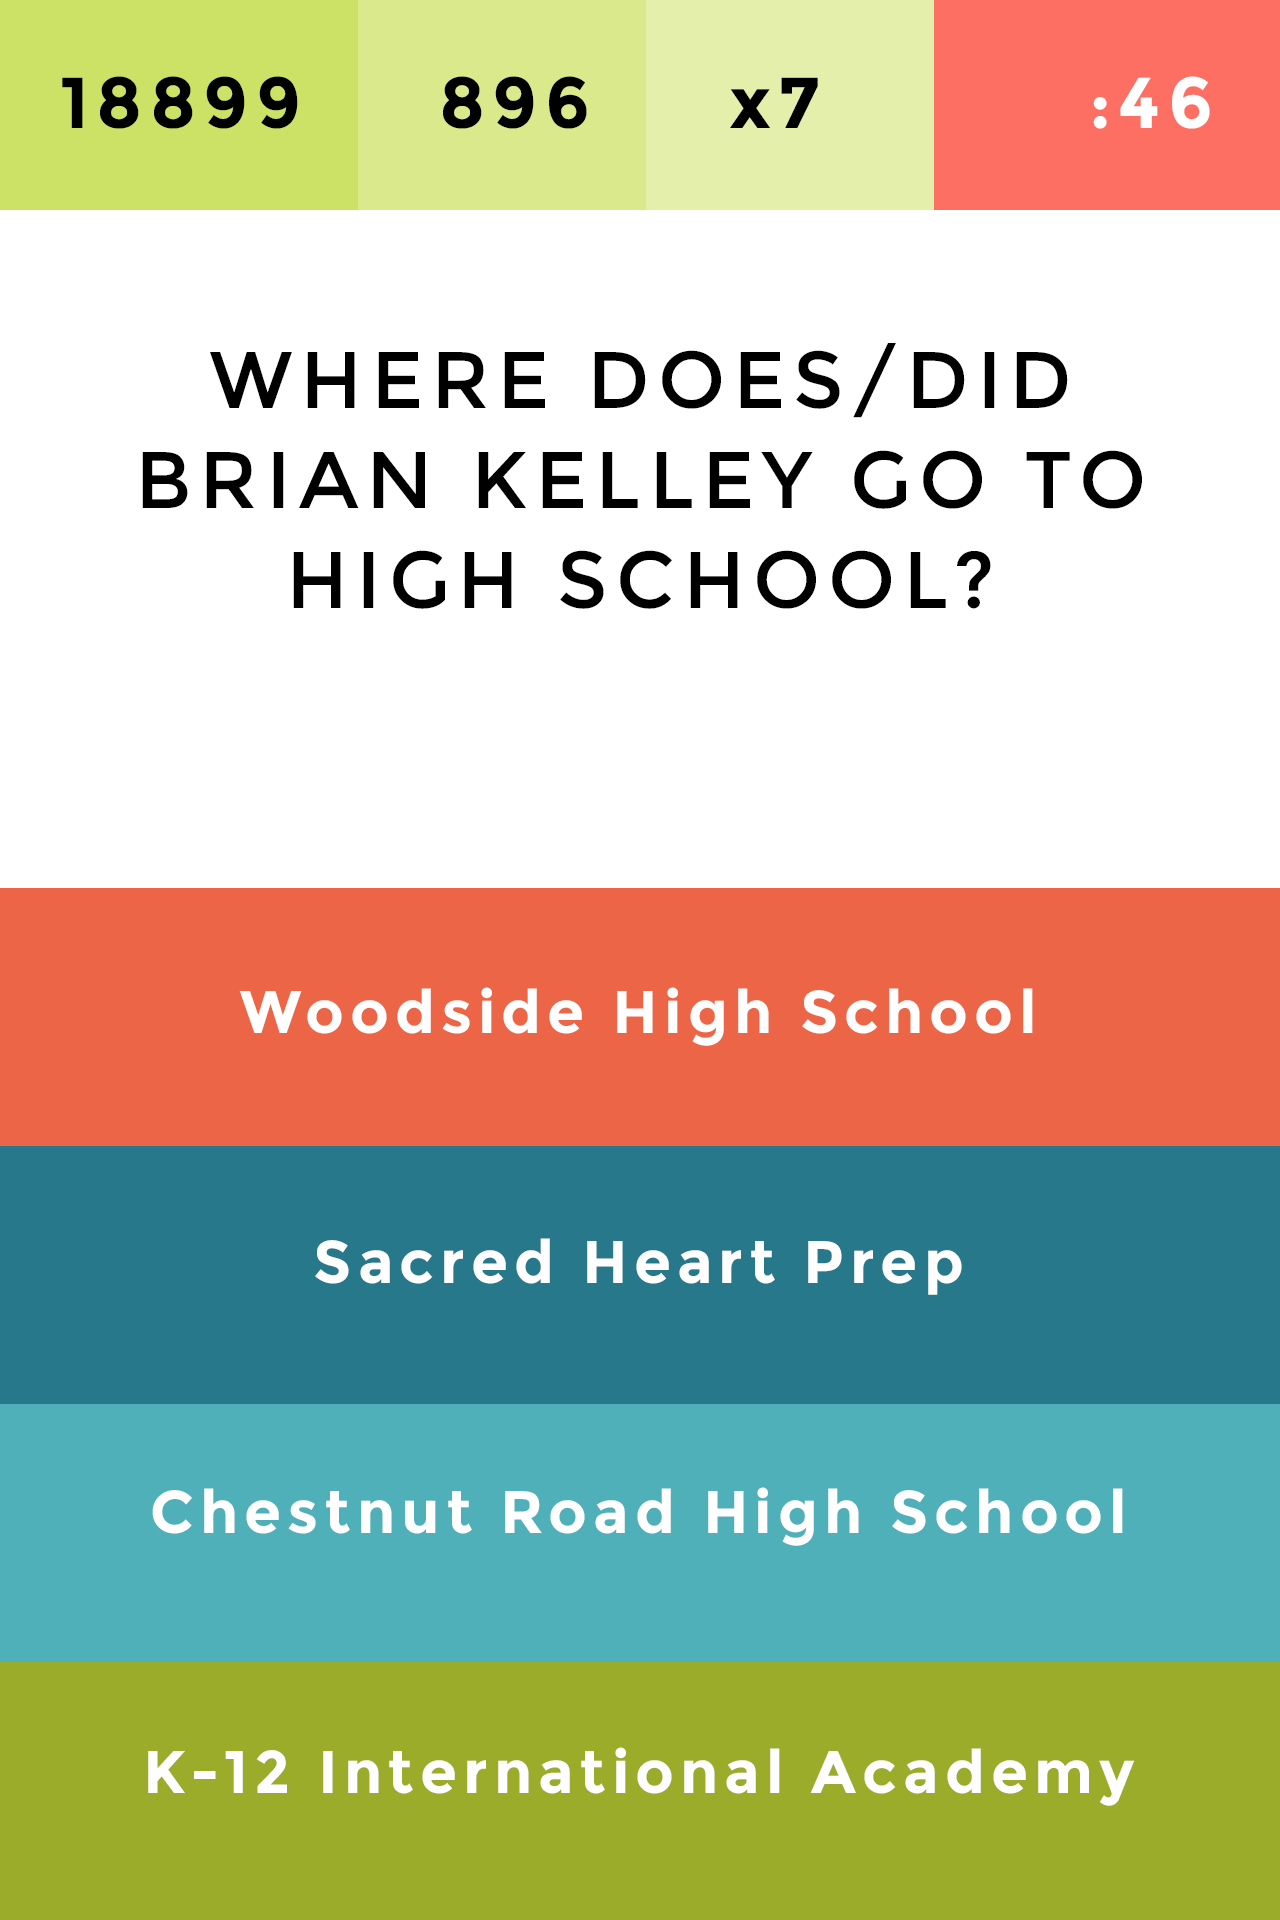 18899 896 x7 :46
WHERE DOES/DID
BRIAN KELLEY GO TO
HIGH SCHOOL?
Woodside High School
Sacred Heart Prep
Chestnut Road High School
K-12 International Academy